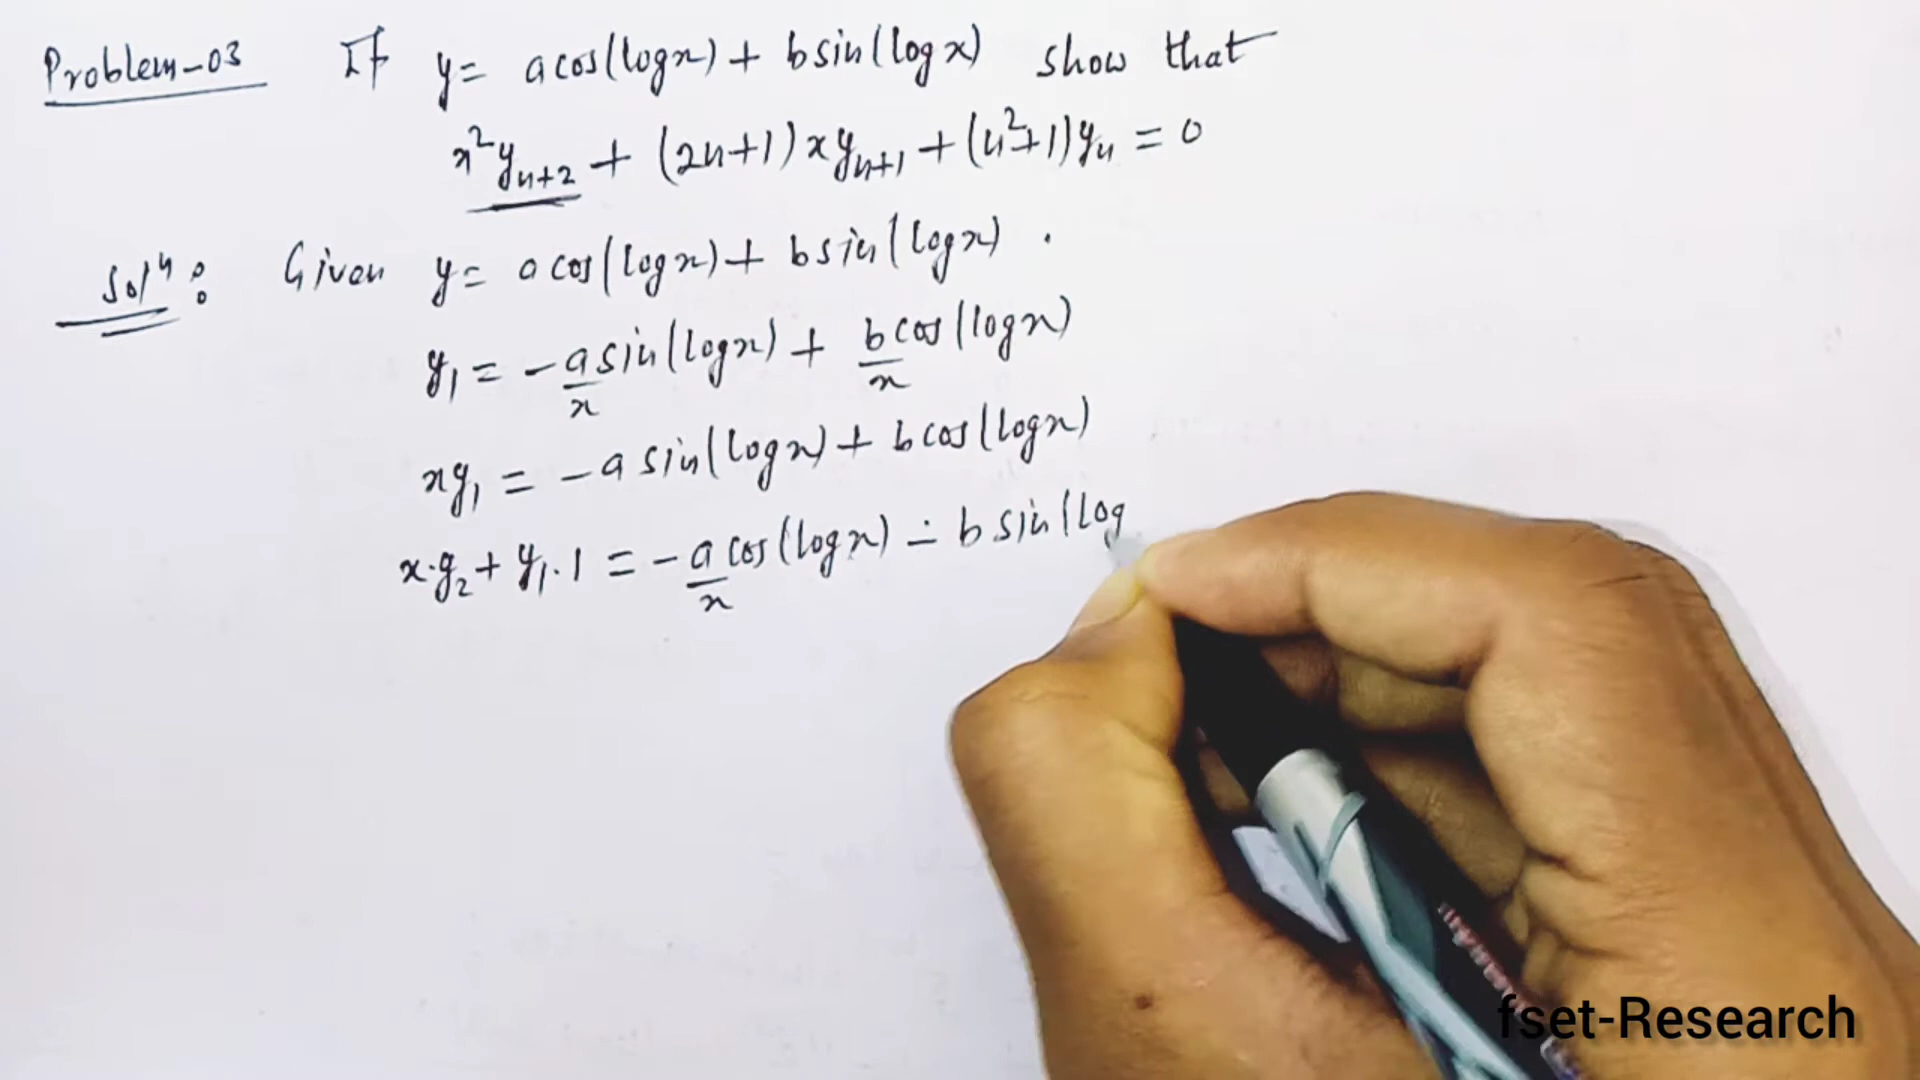 Problem-03 If y = a cos(log x) + b sin(log x) show that
x²yₙ₊₂ + (2n+1)xyₙ₊₁ + (n²+1)yₙ = 0
Solⁿ: Given y = a cos(log x) + b sin(log x).
y₁ = -a/x sin(log x) + b/x cos(log x)
xy₁ = -a sin(log x) + b cos(log x)
x·y₂ + y₁·1 = -a/x cos(log x) - b sin(log
fset-Research